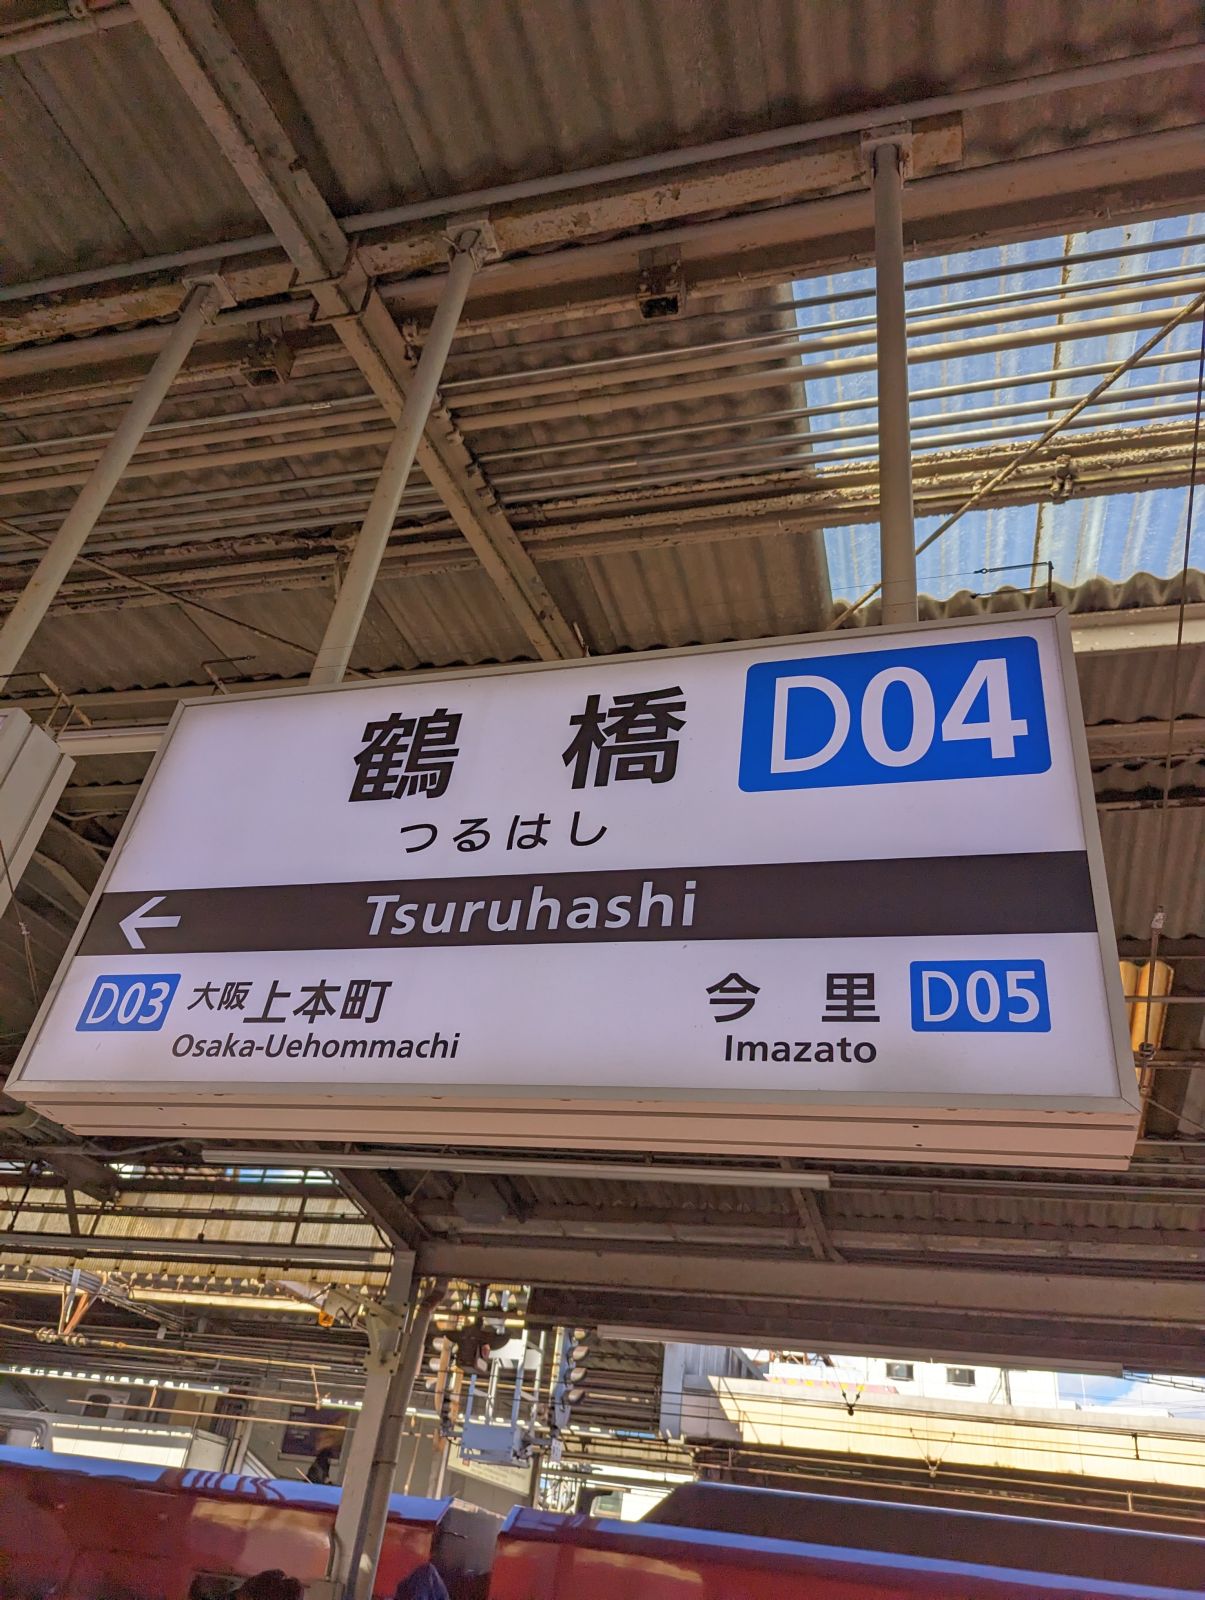 鶴橋 D04
つるはし
← Tsuruhashi
D03 大阪上本町 今里 D05
Osaka-Uehommachi Imazato